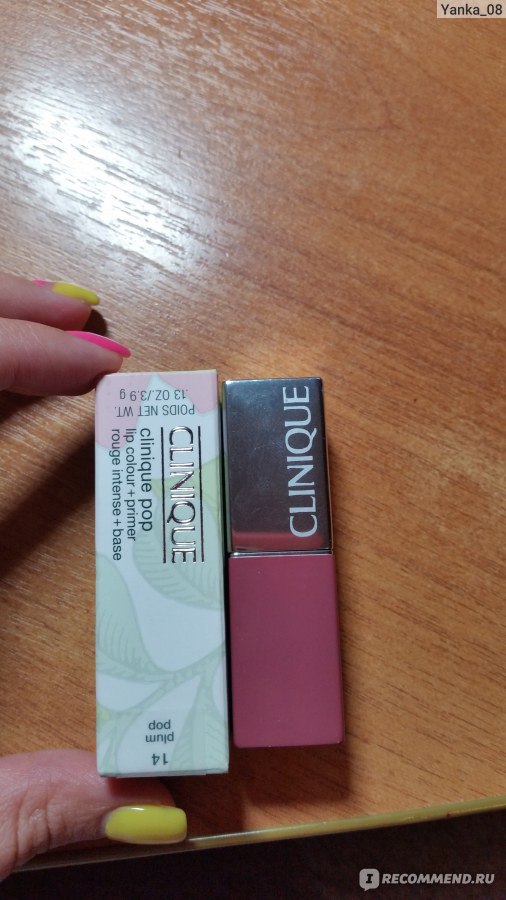 Yanka_08
POIDS NET WT.
.13 OZ./3.9 g
CLINIQUE
clinique pop
lip colour + primer
rouge intense + base
14
plum
pop
CLINIQUE
IRECOMMEND.RU